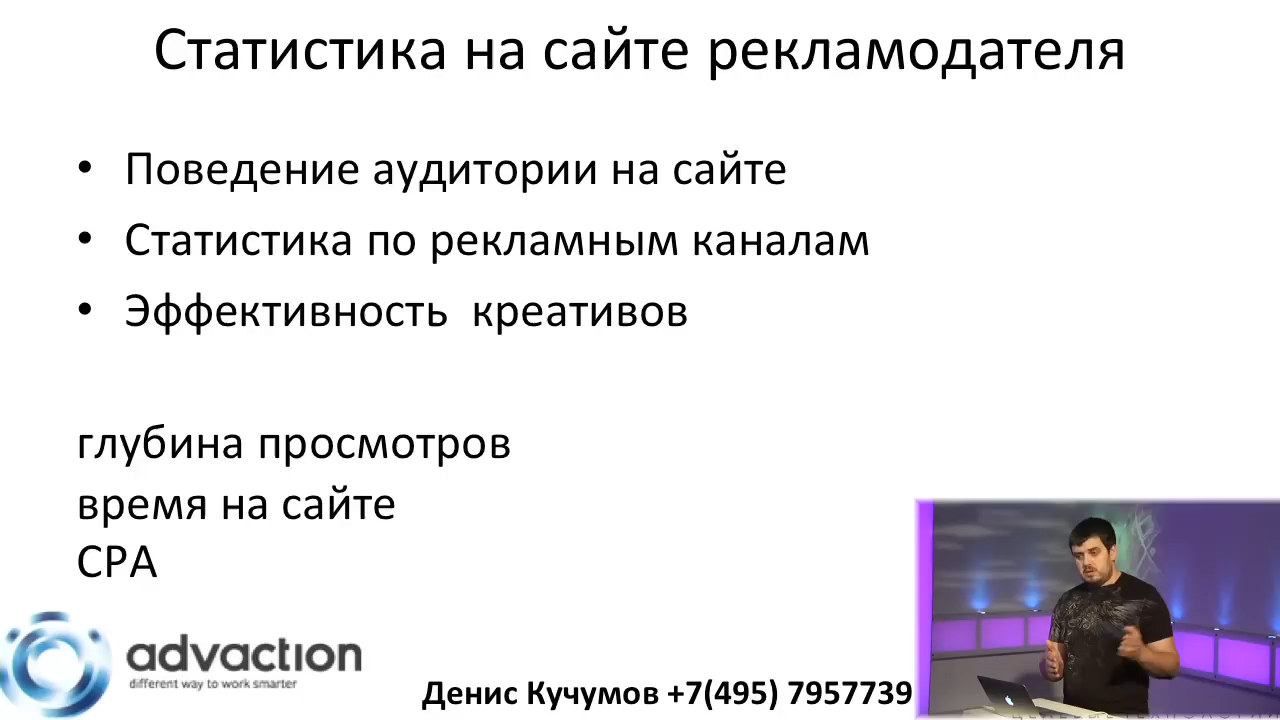 Статистика на сайте рекламодателя
• Поведение аудитории на сайте
• Статистика по рекламным каналам
• Эффективность креативов
глубина просмотров
время на сайте
CPA
advaction
different way to work smarter
Денис Кучумов +7(495) 7957739